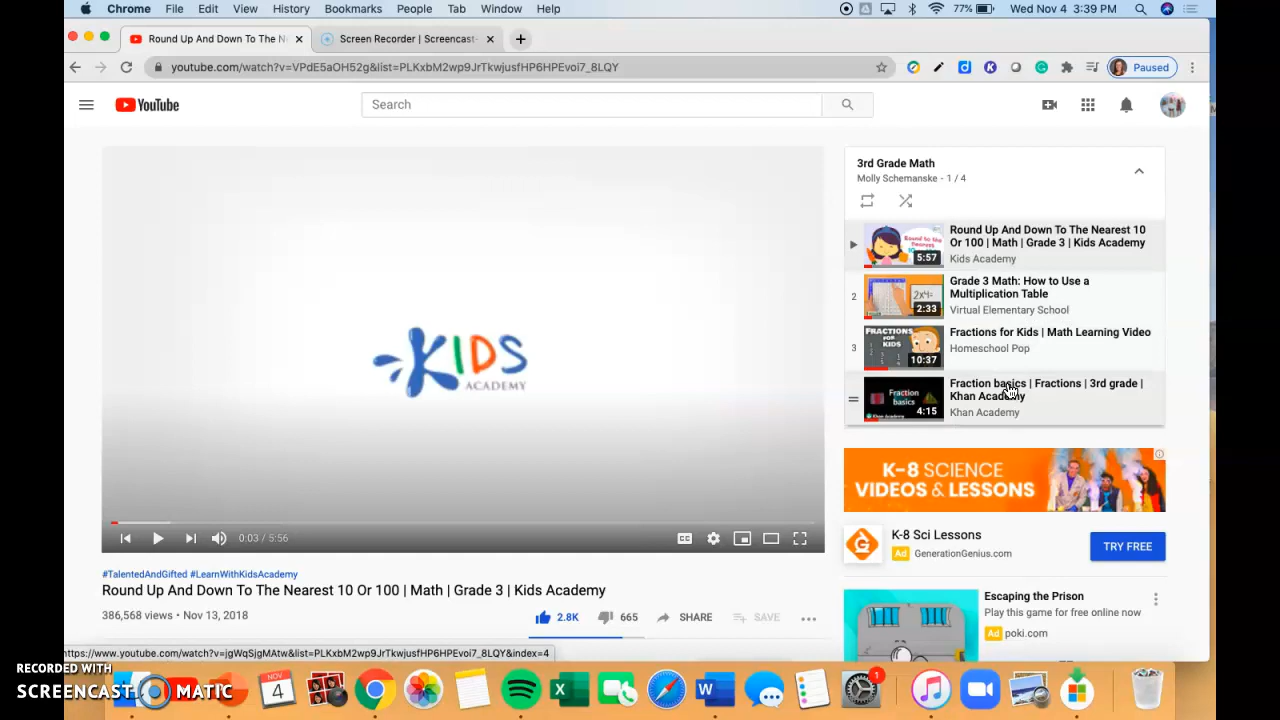 Chrome File Edit View History Bookmarks People Tab Window Help 77% Wed Nov 4 3:39 PM
Round Up And Down To The N Screen Recorder | Screencast-
youtube.com/watch?v=VPdE5aOH52g&list=PLKxbM2wp9JrTkwjusfHP6HPEvoi7_8LQY Paused
YouTube Search
KIDS
ACADEMY
0:03 / 5:56 CC
#TalentedAndGifted #LearnWithKidsAcademy
Round Up And Down To The Nearest 10 Or 100 | Math | Grade 3 | Kids Academy
386,568 views • Nov 13, 2018 2.8K 665 SHARE SAVE
https://www.youtube.com/watch?v=jgWqSjgMAtw&list=PLKxbM2wp9JrTkwjusfHP6HPEvoi7_8LQY&index=4
3rd Grade Math
Molly Schemanske - 1 / 4
Round Up And Down To The Nearest 10
Or 100 | Math | Grade 3 | Kids Academy
Kids Academy
5:57
2
Grade 3 Math: How to Use a
Multiplication Table
Virtual Elementary School
2x4=
2:33
3
Fractions for Kids | Math Learning Video
Homeschool Pop
FRACTIONS
FOR
KIDS
10:37
Fraction basics | Fractions | 3rd grade |
Khan Academy
Khan Academy
Fraction
basics
4:15
K-8 SCIENCE
VIDEOS & LESSONS
K-8 Sci Lessons
Ad GenerationGenius.com
TRY FREE
Escaping the Prison
Play this game for free online now
Ad poki.com
RECORDED WITH
SCREENCAST MATIC
NOV
4
1